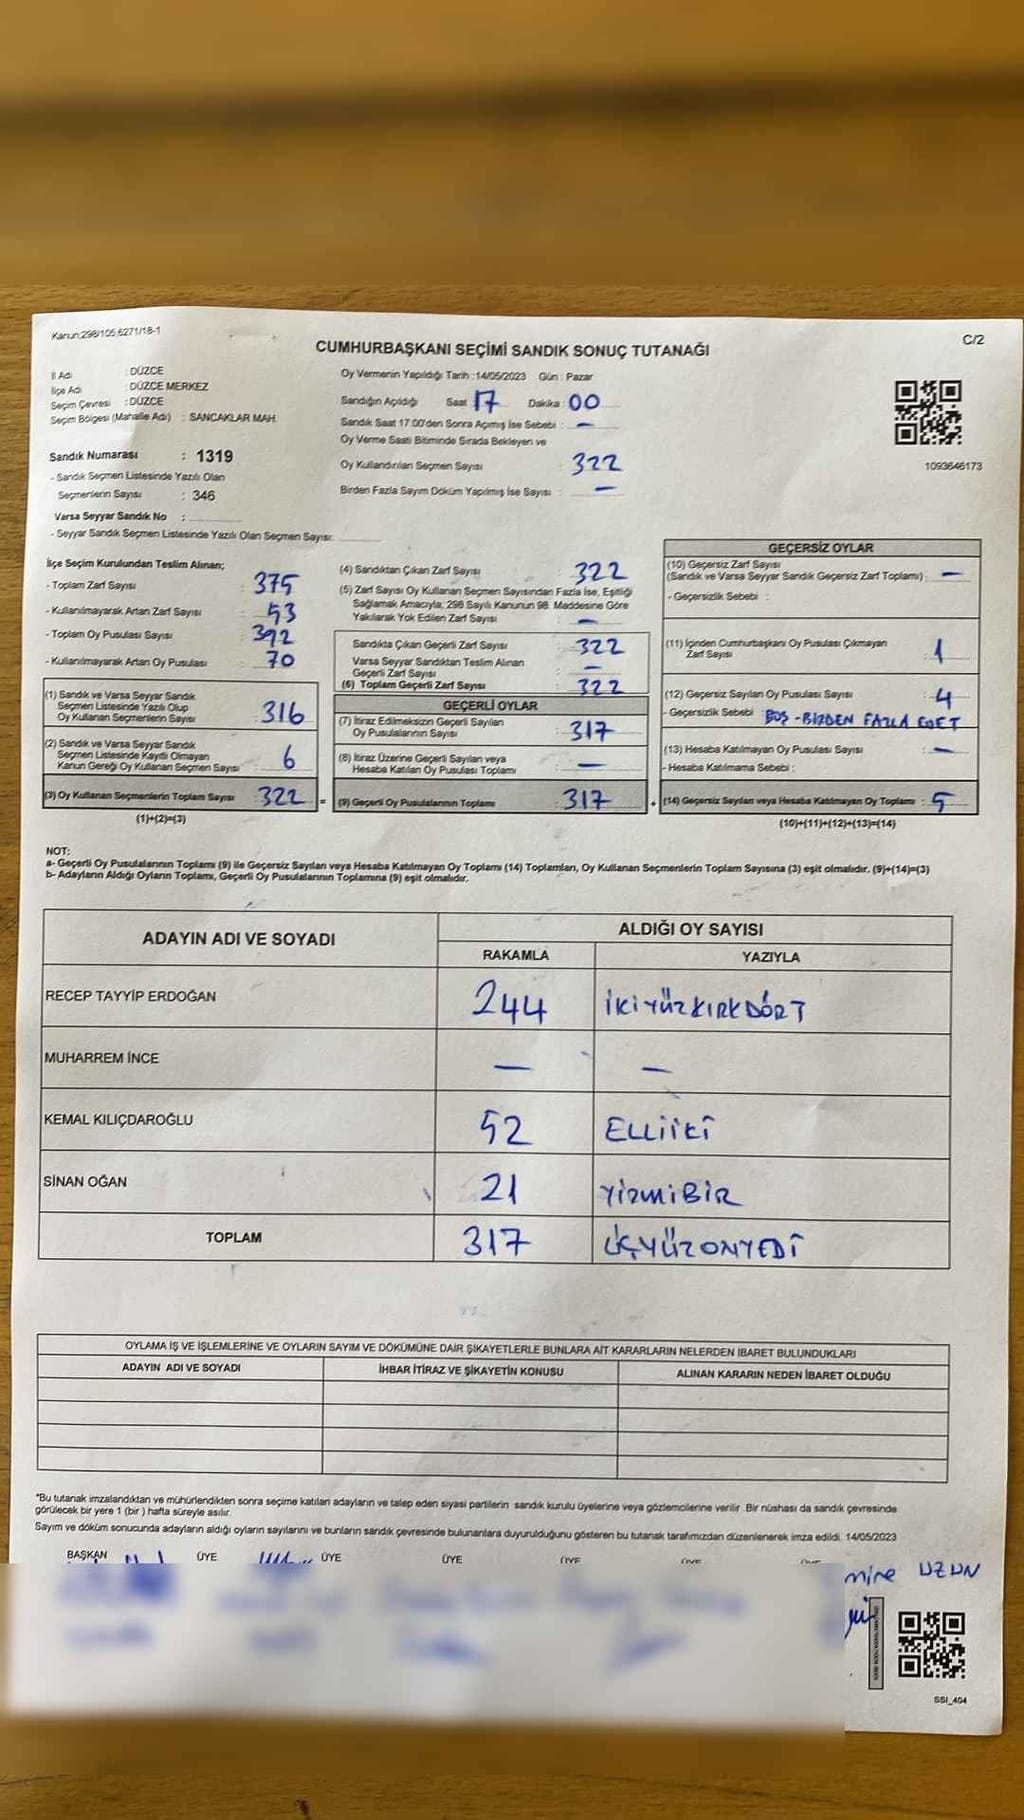 Kanun:298/105,6271/18-1
C/2
CUMHURBAŞKANI SEÇİMİ SANDIK SONUÇ TUTANAĞI
İl Adı : DÜZCE
İlçe Adı : DÜZCE MERKEZ
Seçim Çevresi : DÜZCE
Seçim Bölgesi (Mahalle Adı) : SANCAKLAR MAH.
Sandık Numarası : 1319
- Sandık Seçmen Listesinde Yazılı Olan
Seçmenlerin Sayısı : 346
Varsa Seyyar Sandık No :
- Seyyar Sandık Seçmen Listesinde Yazılı Olan Seçmen Sayısı:
Oy Vermenin Yapıldığı Tarih :14/05/2023 Gün : Pazar
Sandığın Açıldığı Saat 17 Dakika : 00
Sandık Saat 17:00'den Sonra Açımış İse Sebebi : -
Oy Verme Saati Bitiminde Sırada Bekleyen ve
Oy Kullandırılan Seçmen Sayısı 322
Birden Fazla Sayım Döküm Yapılmış İse Sayısı : -
1093646173
İlçe Seçim Kurulundan Teslim Alınan;
- Toplam Zarf Sayısı : 375
- Kullanılmayarak Artan Zarf Sayısı : 53
- Toplam Oy Pusulası Sayısı : 392
- Kullanılmayarak Artan Oy Pusulası : 70
(1) Sandık ve Varsa Seyyar Sandık
Seçmen Listesinde Yazılı Olup
Oy Kullanan Seçmenlerin Sayısı : 316
(2) Sandık ve Varsa Seyyar Sandık
Seçmen Listesinde Kayıtlı Olmayan
Kanun Gereği Oy Kullanan Seçmen Sayısı : 6
(3) Oy Kullanan Seçmenlerin Toplam Sayısı : 322 =
(1)+(2)=(3)
(4) Sandıktan Çıkan Zarf Sayısı : 322
(5) Zarf Sayısı Oy Kullanan Seçmen Sayısından Fazla İse, Eşitliği
Sağlamak Amacıyla; 298 Sayılı Kanunun 98. Maddesine Göre
Yakılarak Yok Edilen Zarf Sayısı : -
Sandıkta Çıkan Geçerli Zarf Sayısı : 322
Varsa Seyyar Sandıktan Teslim Alınan
Geçerli Zarf Sayısı : -
(6) Toplam Geçerli Zarf Sayısı : 322
GEÇERLİ OYLAR
(7) İtiraz Edilmeksizin Geçerli Sayılan
Oy Pusulalarının Sayısı : 317
(8) İtiraz Üzerine Geçerli Sayılan veya
Hesaba Katılan Oy Pusulası Toplamı : -
(9) Geçerli Oy Pusulalarının Toplamı : 317 +
GEÇERSİZ OYLAR
(10) Geçersiz Zarf Sayısı
(Sandık ve Varsa Seyyar Sandık Geçersiz Zarf Toplamı) : -
- Geçersizlik Sebebi :
(11) İçinden Cumhurbaşkanı Oy Pusulası Çıkmayan
Zarf Sayısı : 1
(12) Geçersiz Sayılan Oy Pusulası Sayısı : 4
- Geçersizlik Sebebi : BOŞ - BİRDEN FAZLA EVET
(13) Hesaba Katılmayan Oy Pusulası Sayısı : -
- Hesaba Katılmama Sebebi :
(14) Geçersiz Sayılan veya Hesaba Katılmayan Oy Toplamı : 5
(10)+(11)+(12)+(13)=(14)
NOT:
a- Geçerli Oy Pusulalarının Toplamı (9) ile Geçersiz Sayılan veya Hesaba Katılmayan Oy Toplamı (14) Toplamları, Oy Kullanan Seçmenlerin Toplam Sayısına (3) eşit olmalıdır. (9)+(14)=(3)
b- Adayların Aldığı Oyların Toplamı, Geçerli Oy Pusulalarının Toplamına (9) eşit olmalıdır.
ADAYIN ADI VE SOYADI
ALDIĞI OY SAYISI
RAKAMLA YAZIYLA
RECEP TAYYİP ERDOĞAN 244 İKİYÜZKIRKDÖRT
MUHARREM İNCE - -
KEMAL KILIÇDAROĞLU 52 ELLİİKİ
SİNAN OĞAN 21 YİRMİBİR
TOPLAM 317 ÜÇYÜZONYEDİ
OYLAMA İŞ VE İŞLEMLERİNE VE OYLARIN SAYIM VE DÖKÜMÜNE DAİR ŞİKAYETLERLE BUNLARA AİT KARARLARIN NELERDEN İBARET BULUNDUKLARI
ADAYIN ADI VE SOYADI İHBAR İTİRAZ VE ŞİKAYETİN KONUSU ALINAN KARARIN NEDEN İBARET OLDUĞU
*Bu tutanak imzalandıktan ve mühürlendikten sonra seçime katılan adayların ve talep eden siyasi partilerin sandık kurulu üyelerine veya gözlemcilerine verilir. Bir nüshası da sandık çevresinde
görülecek bir yere 1 (bir) hafta süreyle asılır.
Sayım ve döküm sonucunda adayların aldığı oyların sayılarını ve bunların sandık çevresinde bulunanlara duyurulduğunu gösteren bu tutanak tarafımızdan düzenlenerek imza edildi. 14/05/2023
BAŞKAN ÜYE ÜYE ÜYE ÜYE
mine UZUN
SSI_404